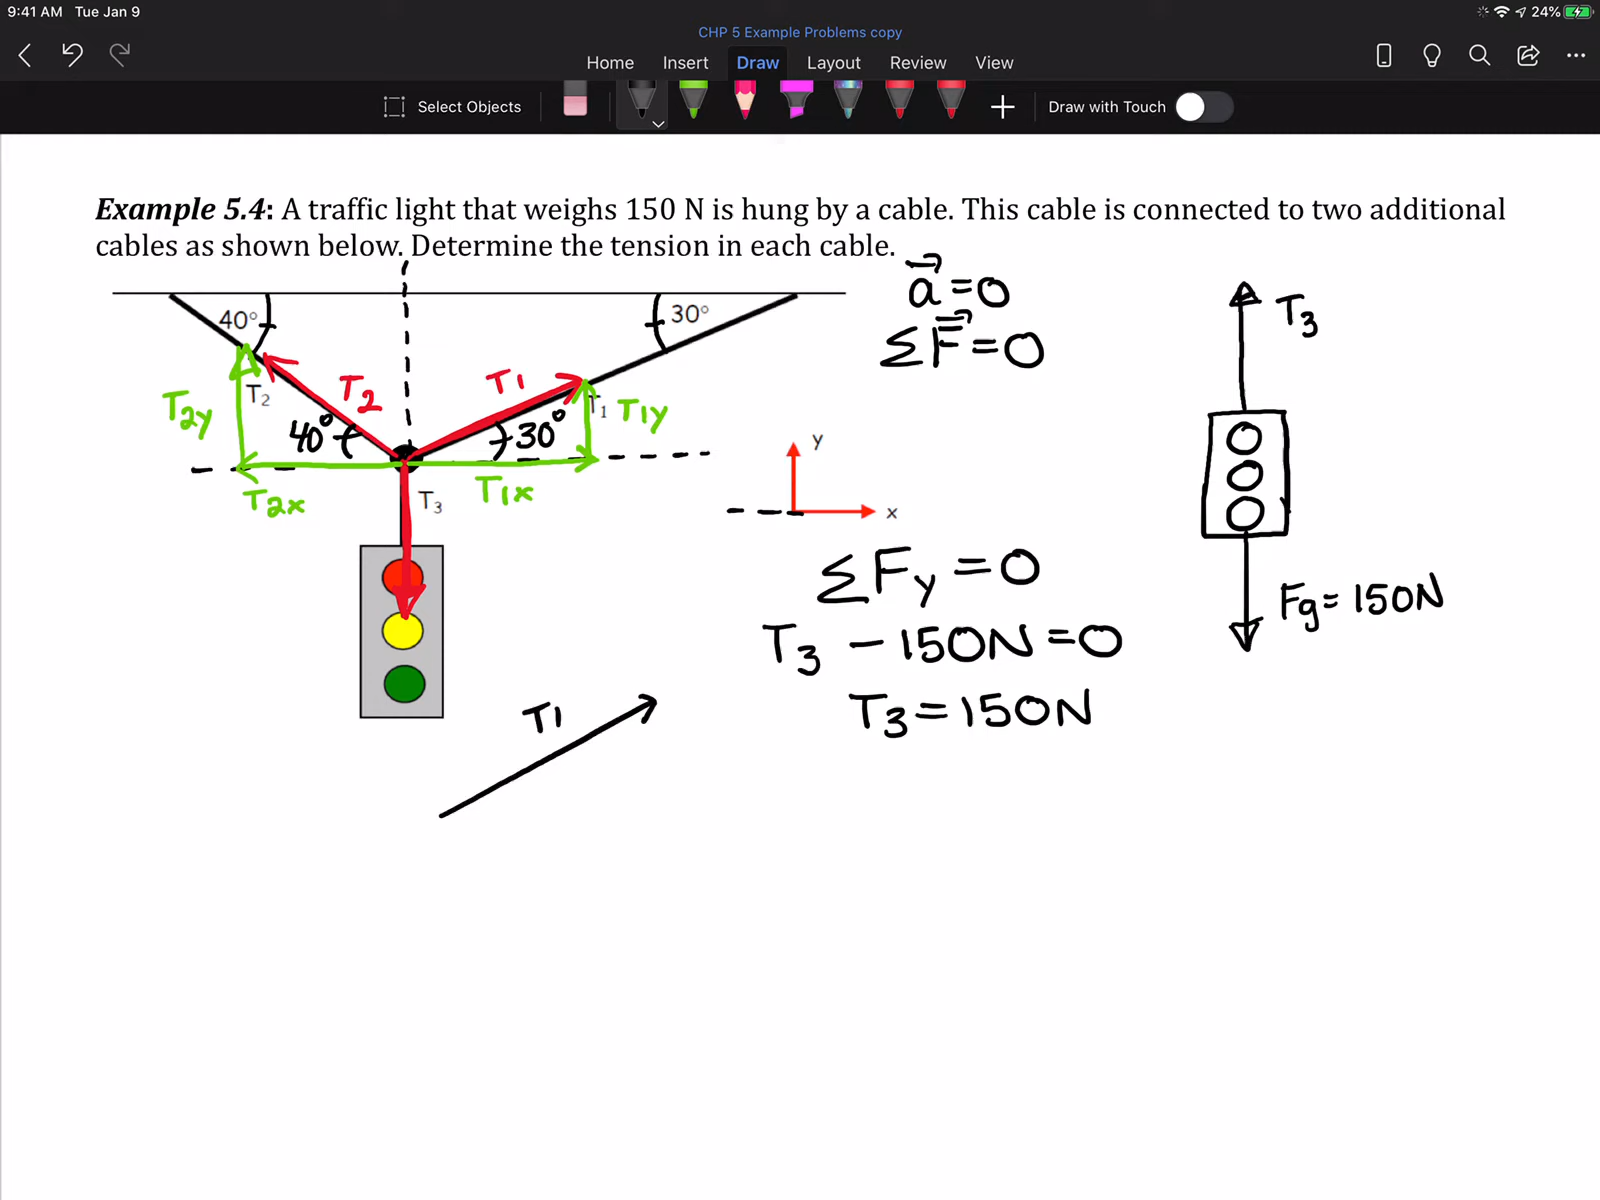 9:41 AM Tue Jan 9
24%
CHP 5 Example Problems copy
Home Insert Draw Layout Review View
Select Objects
Draw with Touch
Example 5.4: A traffic light that weighs 150 N is hung by a cable. This cable is connected to two additional
cables as shown below. Determine the tension in each cable.
a⃗ = 0
ΣF⃗ = 0
40°
30°
T₂
T₂
T₂y
40°
T1
T₁
T₁y
30°
T₂x
T₁x
T₃
y
x
T₃
Fg = 150N
ΣFy = 0
T₃ − 150N = 0
T₃ = 150N
T1